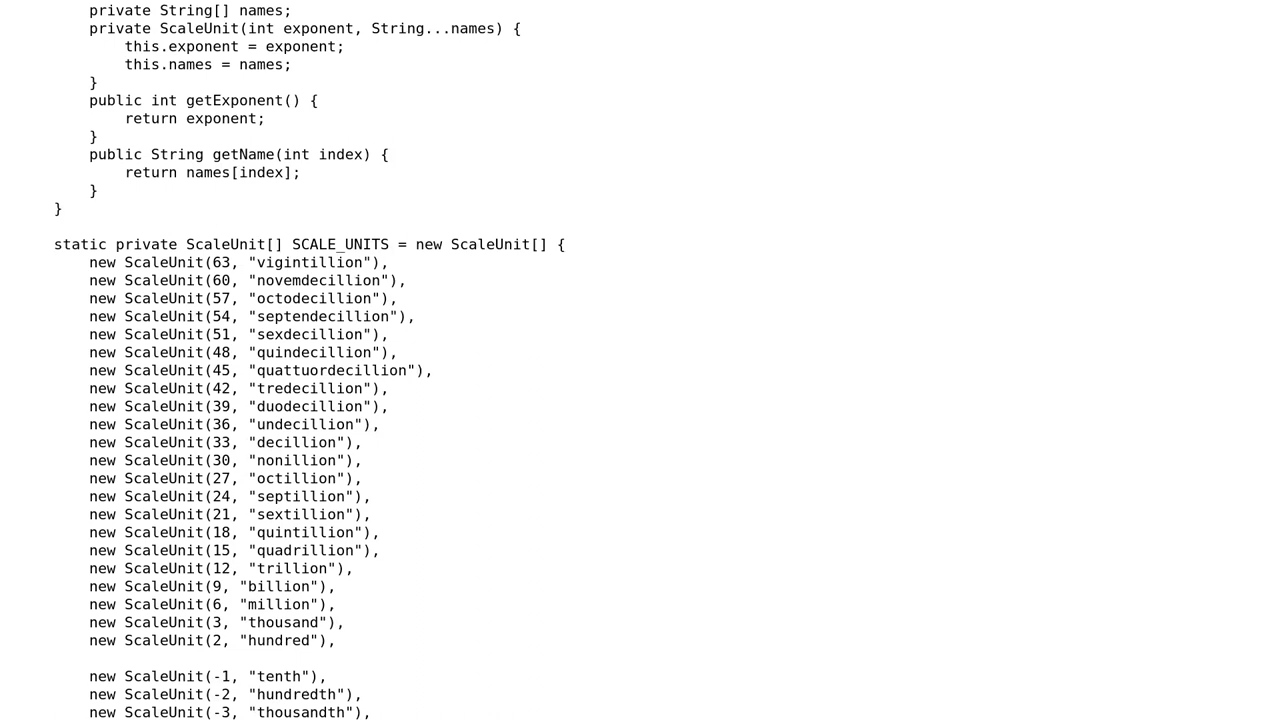 private String[] names;
private ScaleUnit(int exponent, String...names) {
this.exponent = exponent;
this.names = names;
}
public int getExponent() {
return exponent;
}
public String getName(int index) {
return names[index];
}
}
static private ScaleUnit[] SCALE_UNITS = new ScaleUnit[] {
new ScaleUnit(63, "vigintillion"),
new ScaleUnit(60, "novemdecillion"),
new ScaleUnit(57, "octodecillion"),
new ScaleUnit(54, "septendecillion"),
new ScaleUnit(51, "sexdecillion"),
new ScaleUnit(48, "quindecillion"),
new ScaleUnit(45, "quattuordecillion"),
new ScaleUnit(42, "tredecillion"),
new ScaleUnit(39, "duodecillion"),
new ScaleUnit(36, "undecillion"),
new ScaleUnit(33, "decillion"),
new ScaleUnit(30, "nonillion"),
new ScaleUnit(27, "octillion"),
new ScaleUnit(24, "septillion"),
new ScaleUnit(21, "sextillion"),
new ScaleUnit(18, "quintillion"),
new ScaleUnit(15, "quadrillion"),
new ScaleUnit(12, "trillion"),
new ScaleUnit(9, "billion"),
new ScaleUnit(6, "million"),
new ScaleUnit(3, "thousand"),
new ScaleUnit(2, "hundred"),
new ScaleUnit(-1, "tenth"),
new ScaleUnit(-2, "hundredth"),
new ScaleUnit(-3, "thousandth"),